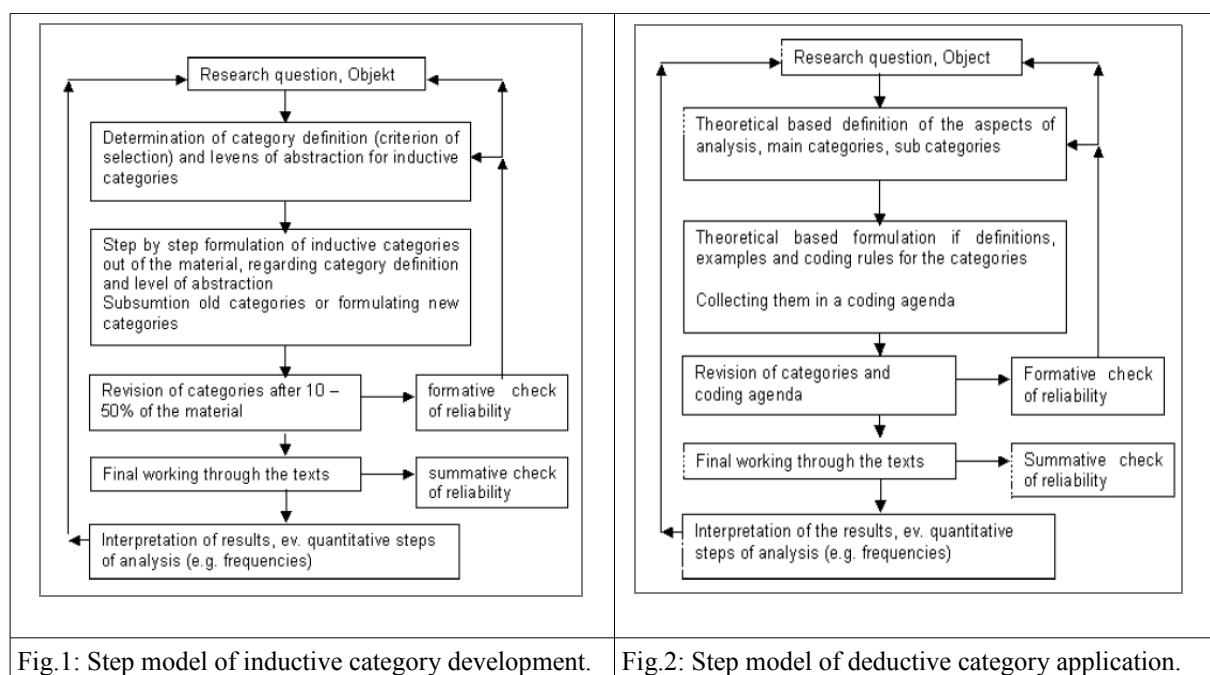 Research question, Objekt
Determination of category definition (criterion of
selection) and levens of abstraction for inductive
categories
Step by step formulation of inductive categories
out of the material, regarding category definition
and level of abstraction
Subsumtion old categories or formulating new
categories
Revision of categories after 10 –
50% of the material
formative check
of reliability
Final working through the texts
summative check
of reliability
Interpretation of results, ev. quantitative steps
of analysis (e.g. frequencies)
Fig.1: Step model of inductive category development.
Research question, Object
Theoretical based definition of the aspects of
analysis, main categories, sub categories
Theoretical based formulation if definitions,
examples and coding rules for the categories
Collecting them in a coding agenda
Revision of categories and
coding agenda
Formative check
of reliability
Final working through the texts
Summative check
of reliability
Interpretation of the results, ev. quantitative
steps of analysis (e.g. frequencies)
Fig.2: Step model of deductive category application.